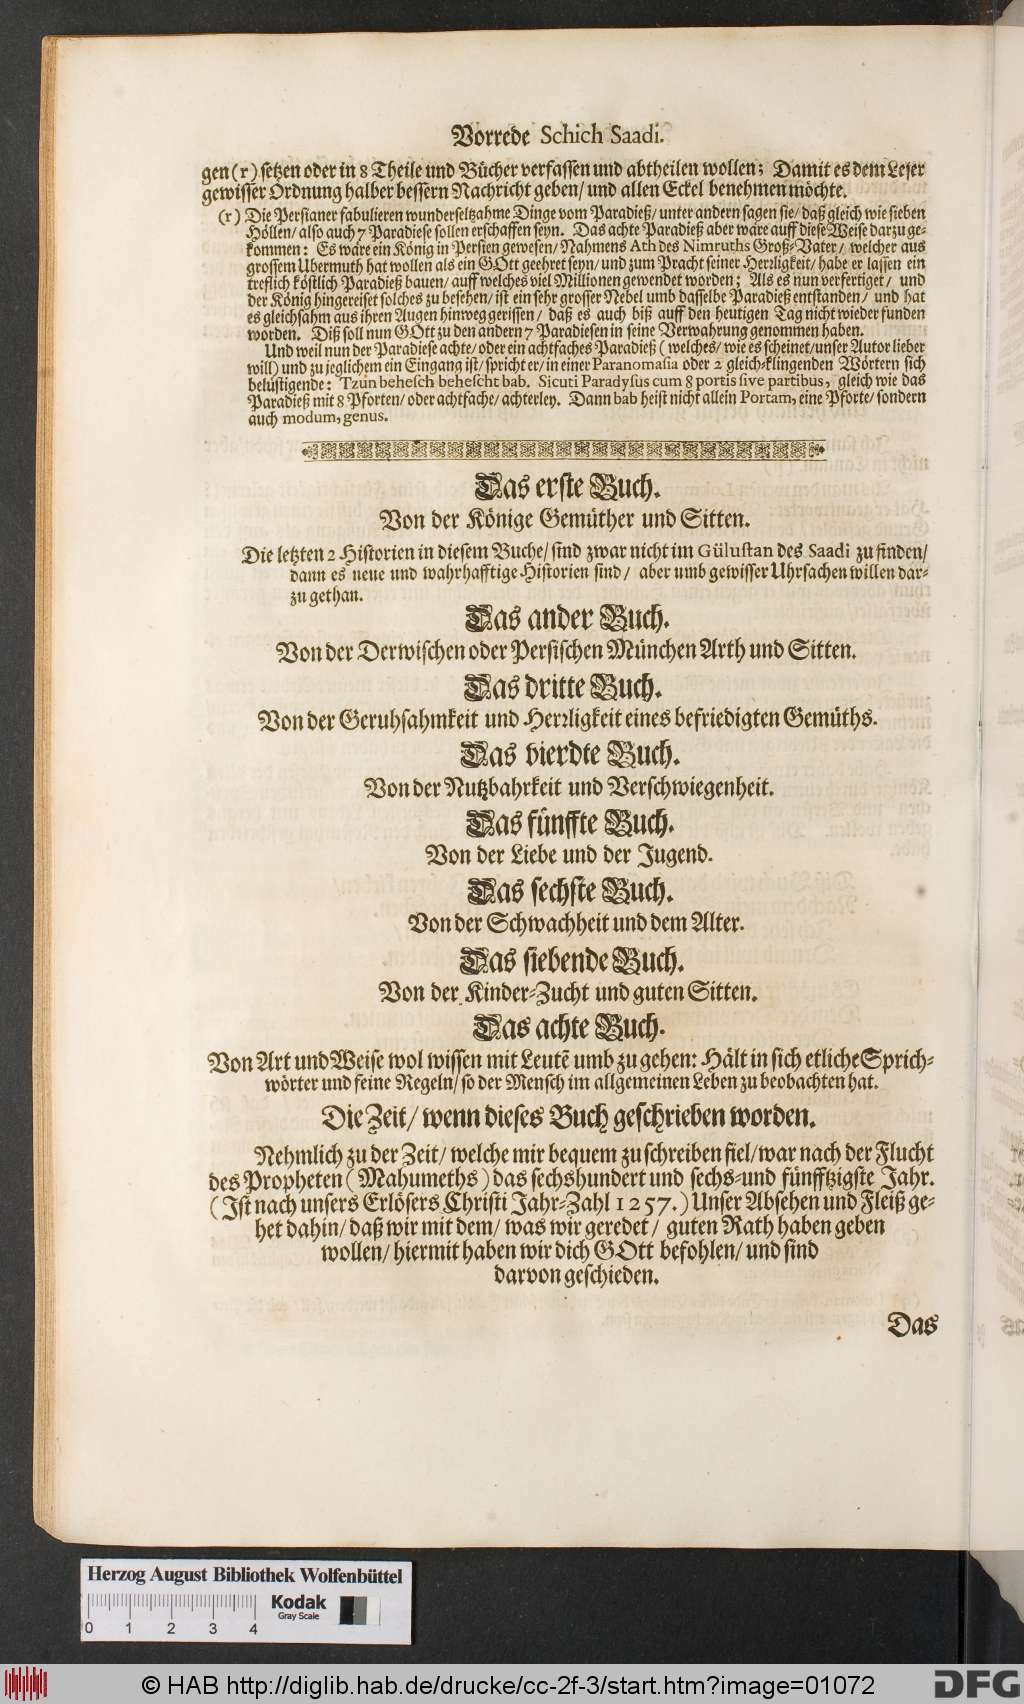 Vorrede Schich Saadi.
gen (r) setzen oder in 8 Theile und Bücher verfassen und abtheilen wollen; Damit es dem Leser
gewisser Ordnung halber bessern Nachricht geben/ und allen Eckel benehmen möchte.
(r) Die Persianer fabulieren wunderseltzahme Dinge vom Paradieß/ unter andern sagen sie/ daß gleich wie sieben
Höllen/ also auch 7 Paradiese sollen erschaffen seyn. Das achte Paradieß aber wäre auff diese Weise darzu ge-
kommen: Es wäre ein König in Persien gewesen/ Nahmens Ath des Nimruths Groß-Vater/ welcher aus
grossem Übermuth hat wollen als ein GOtt geehret seyn/ und zum Pracht seiner Herrligkeit/ habe er lassen ein
treflich köstlich Paradieß bauen/ auff welches viel Millionen gewendet worden; Als es nun verfertiget/ und
der König hingereiset solches zu besehen/ ist ein sehr grosser Nebel umb dasselbe Paradieß entstanden/ und hat
es gleichsahm aus ihren Augen hinweg gerissen/ daß es auch biß auff den heutigen Tag nicht wieder funden
worden. Diß soll nun GOtt zu den andern 7 Paradiesen in seine Verwahrung genommen haben.
Und weil nun der Paradiese achte/ oder ein achtfaches Paradieß (welches/ wie es scheinet/ unser Autor lieber
will) und zu jeglichem ein Eingang ist/ spricht er/ in einer Paranomasia oder 2 gleich-klingenden Wörtern sich
belüstigende: Tzun behesch behescht bab. Sicuti Paradysus cum 8 portis sive partibus, gleich wie das
Paradieß mit 8 Pforten/ oder achtfache/ achterley. Dann bab heist nicht allein Portam, eine Pforte/ sondern
auch modum, genus.
Das erste Buch.
Von der Könige Gemüther und Sitten.
Die letzten 2 Historien in diesem Buche/ sind zwar nicht im Gülustan des Saadi zu finden/
dann es neue und wahrhafftige Historien sind/ aber umb gewisser Uhrsachen willen dar-
zu gethan.
Das ander Buch.
Von der Derwischen oder Persischen München Arth und Sitten.
Das dritte Buch.
Von der Geruhsahmkeit und Herrligkeit eines befriedigten Gemüths.
Das vierdte Buch.
Von der Nutzbahrkeit und Verschwiegenheit.
Das fünffte Buch.
Von der Liebe und der Jugend.
Das sechste Buch.
Von der Schwachheit und dem Alter.
Das siebende Buch.
Von der Kinder-Zucht und guten Sitten.
Das achte Buch.
Von Art und Weise wol wissen mit Leutē umb zu gehen: Hält in sich etliche Sprich-
wörter und feine Regeln/ so der Mensch im allgemeinen Leben zu beobachten hat.
Die Zeit/ wenn dieses Buch geschrieben worden.
Nehmlich zu der Zeit/ welche mir bequem zu schreiben fiel/ war nach der Flucht
des Propheten (Mahumeths) das sechshundert und sechs-und fünfftzigste Jahr.
(Ist nach unsers Erlösers Christi Jahr-Zahl 1257.) Unser Absehen und Fleiß ge-
het dahin/ daß wir mit dem/ was wir geredet/ guten Rath haben geben
wollen/ hiermit haben wir dich GOtt befohlen/ und sind
darvon geschieden.
Das
Herzog August Bibliothek Wolfenbüttel
Kodak
Gray Scale
0 1 2 3 4
© HAB http://diglib.hab.de/drucke/cc-2f-3/start.htm?image=01072
DFG